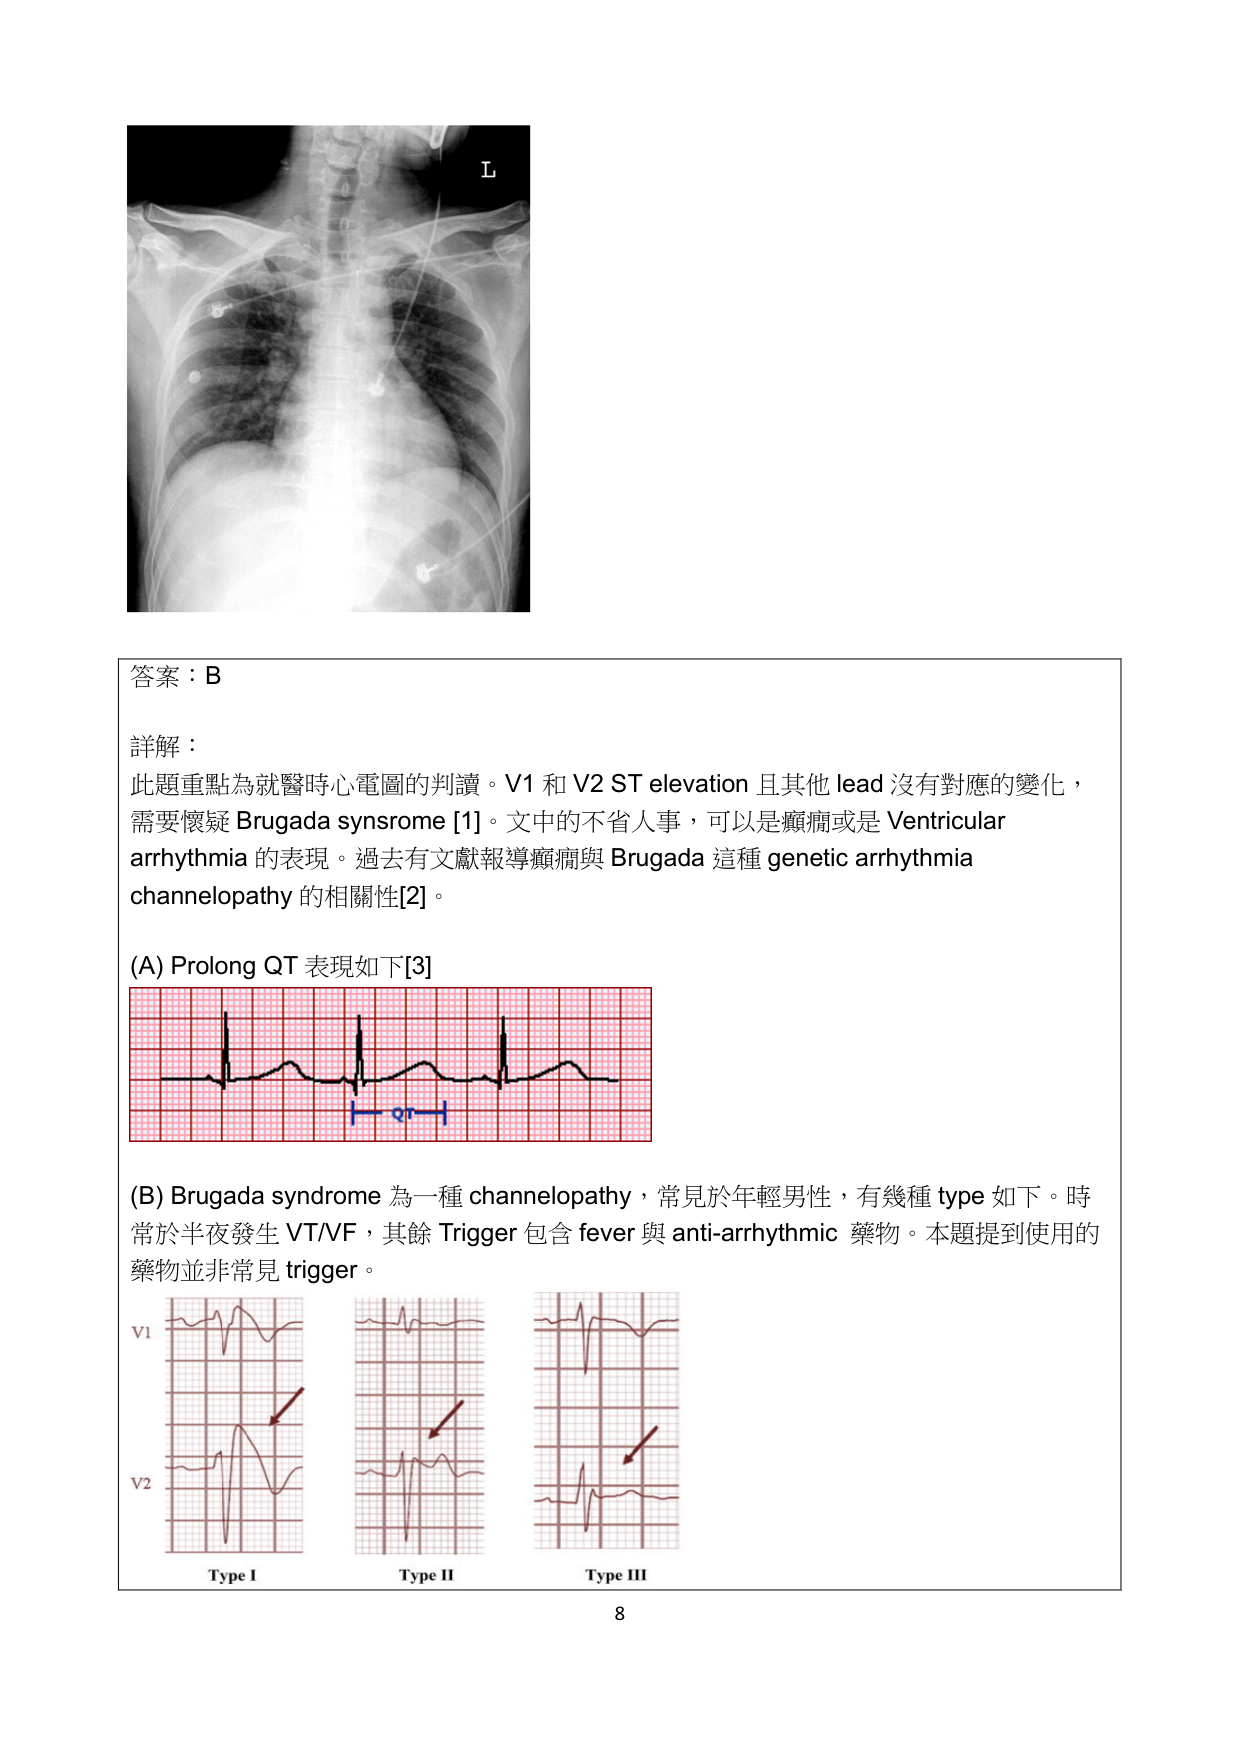 L
答案：B
詳解：
此題重點為就醫時心電圖的判讀。V1 和 V2 ST elevation 且其他 lead 沒有對應的變化，
需要懷疑 Brugada synsrome [1]。文中的不省人事，可以是癲癇或是 Ventricular
arrhythmia 的表現。過去有文獻報導癲癇與 Brugada 這種 genetic arrhythmia
channelopathy 的相關性[2]。
(A) Prolong QT 表現如下[3]
QT
(B) Brugada syndrome 為一種 channelopathy，常見於年輕男性，有幾種 type 如下。時
常於半夜發生 VT/VF，其餘 Trigger 包含 fever 與 anti-arrhythmic 藥物。本題提到使用的
藥物並非常見 trigger。
V1
V2
Type I Type II Type III
8